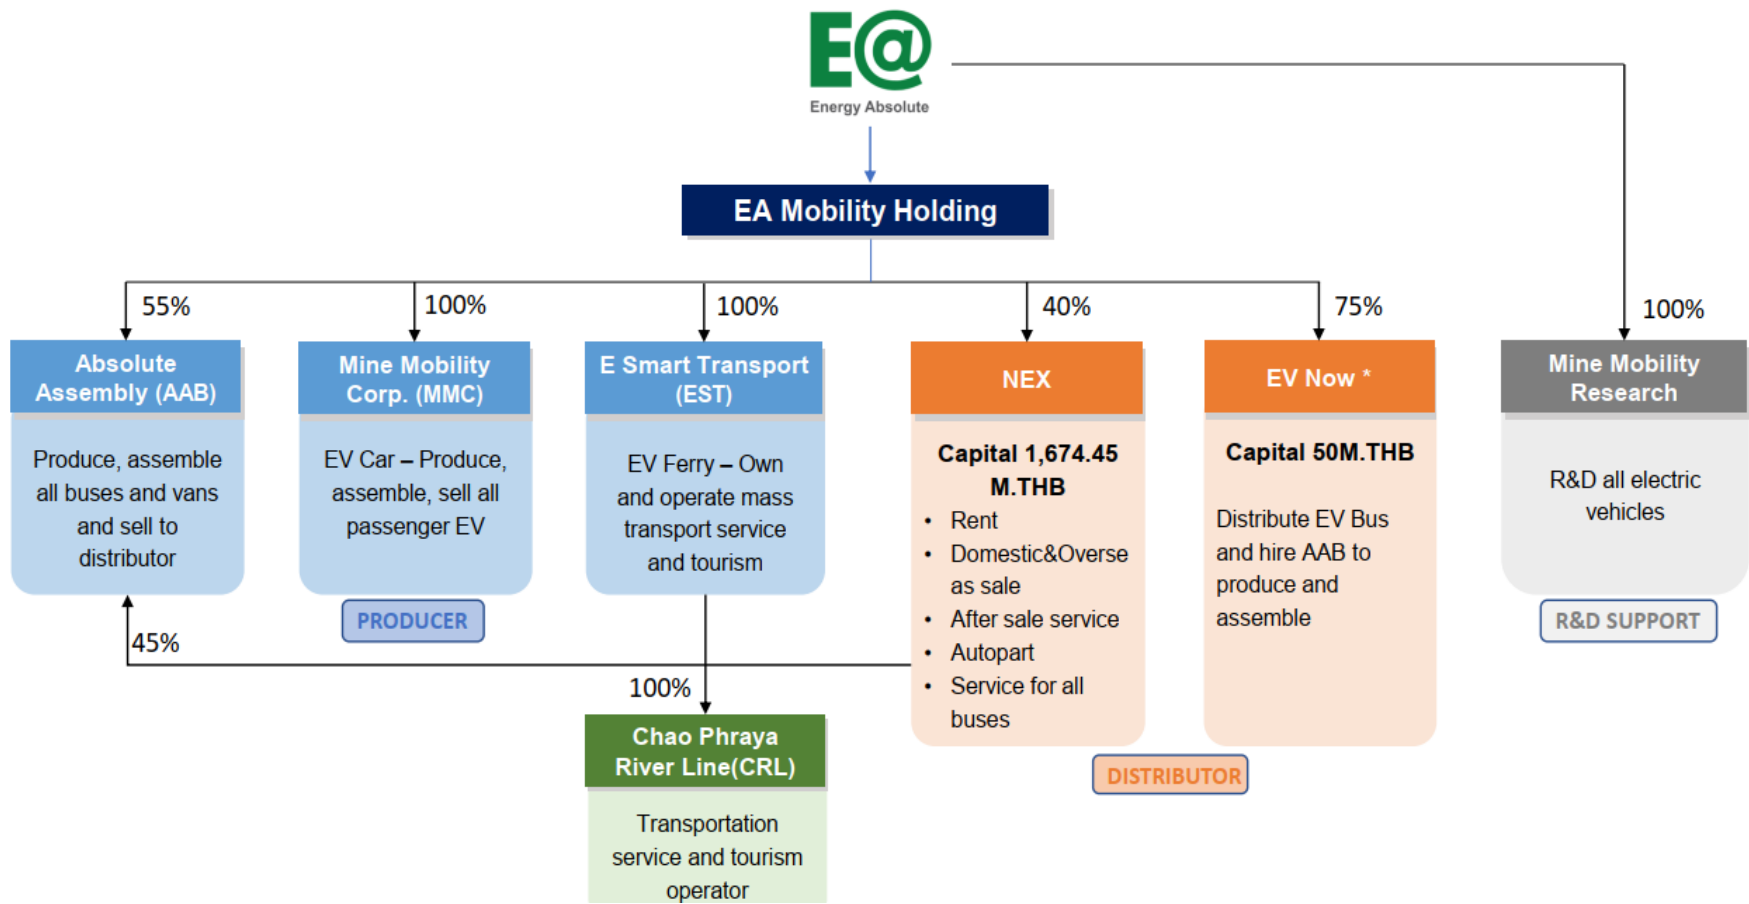 E@
Energy Absolute
EA Mobility Holding
55%
100%
100%
40%
75%
100%
Absolute
Assembly (AAB)
Produce, assemble
all buses and vans
and sell to
distributor
Mine Mobility
Corp. (MMC)
EV Car – Produce,
assemble, sell all
passenger EV
PRODUCER
E Smart Transport
(EST)
EV Ferry – Own
and operate mass
transport service
and tourism
NEX
Capital 1,674.45
M.THB
• Rent
• Domestic&Overse
as sale
• After sale service
• Autopart
• Service for all
buses
EV Now *
Capital 50M.THB
Distribute EV Bus
and hire AAB to
produce and
assemble
DISTRIBUTOR
Mine Mobility
Research
R&D all electric
vehicles
R&D SUPPORT
45%
100%
Chao Phraya
River Line(CRL)
Transportation
service and tourism
operator